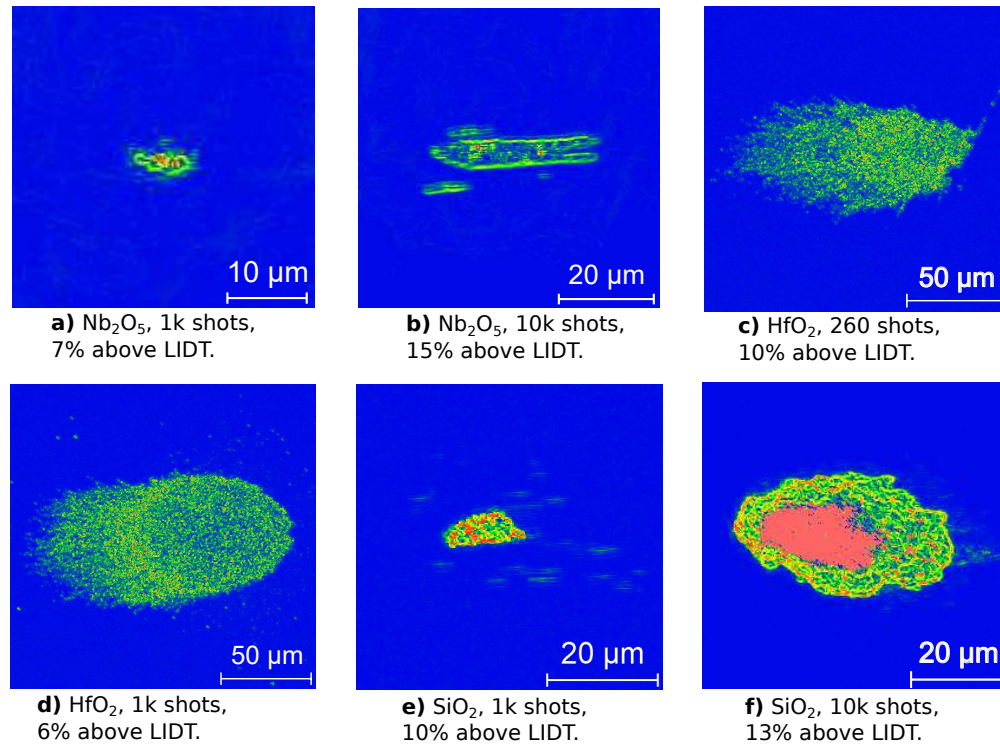 10 μm
20 μm
50 μm
a) Nb₂O₅, 1k shots,
7% above LIDT.
b) Nb₂O₅, 10k shots,
15% above LIDT.
c) HfO₂, 260 shots,
10% above LIDT.
50 μm
20 μm
20 μm
d) HfO₂, 1k shots,
6% above LIDT.
e) SiO₂, 1k shots,
10% above LIDT.
f) SiO₂, 10k shots,
13% above LIDT.